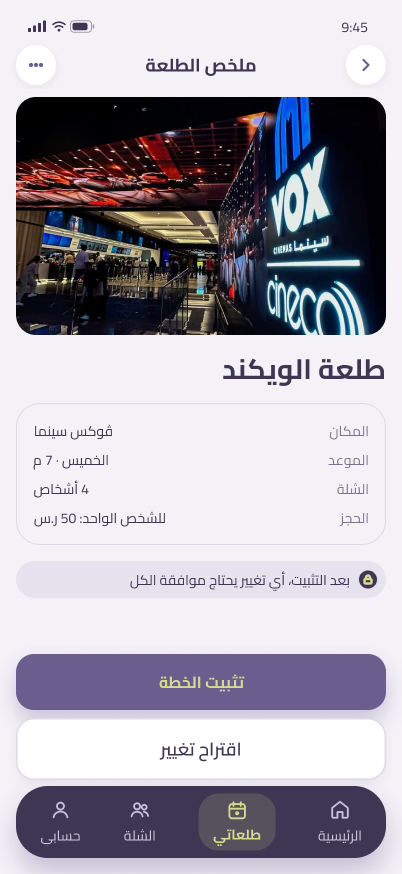 9:45
ملخص الطلعة
VOX
سينما CINEMAS
cineco
طلعة الويكند
المكان ڤوكس سينما
الموعد الخميس · 7 م
الشلة 4 أشخاص
الحجز للشخص الواحد: 50 ر.س
بعد التثبيت، أي تغيير يحتاج موافقة الكل
تثبيت الخطة
اقتراح تغيير
الرئيسية طلعاتي الشلة حسابي